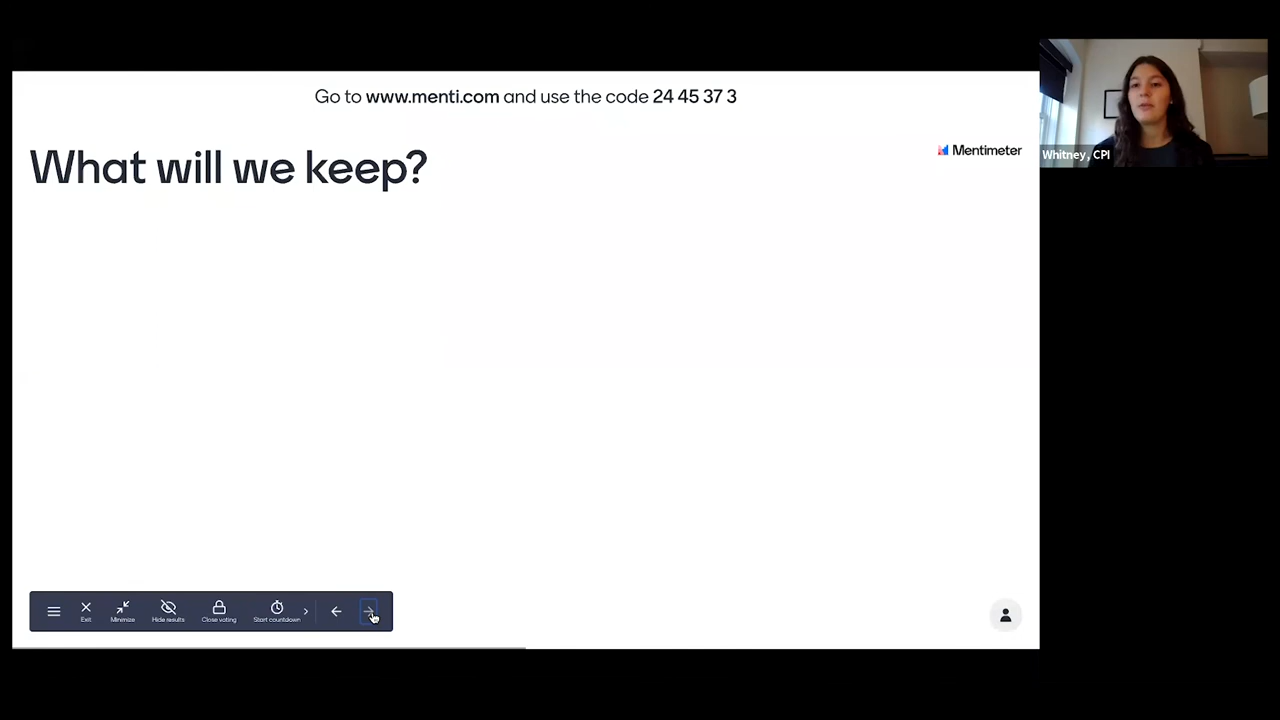 Go to www.menti.com and use the code 24 45 37 3
What will we keep?
Mentimeter
Whitney, CPI
Exit
Minimize
Hide results
Close voting
Start countdown